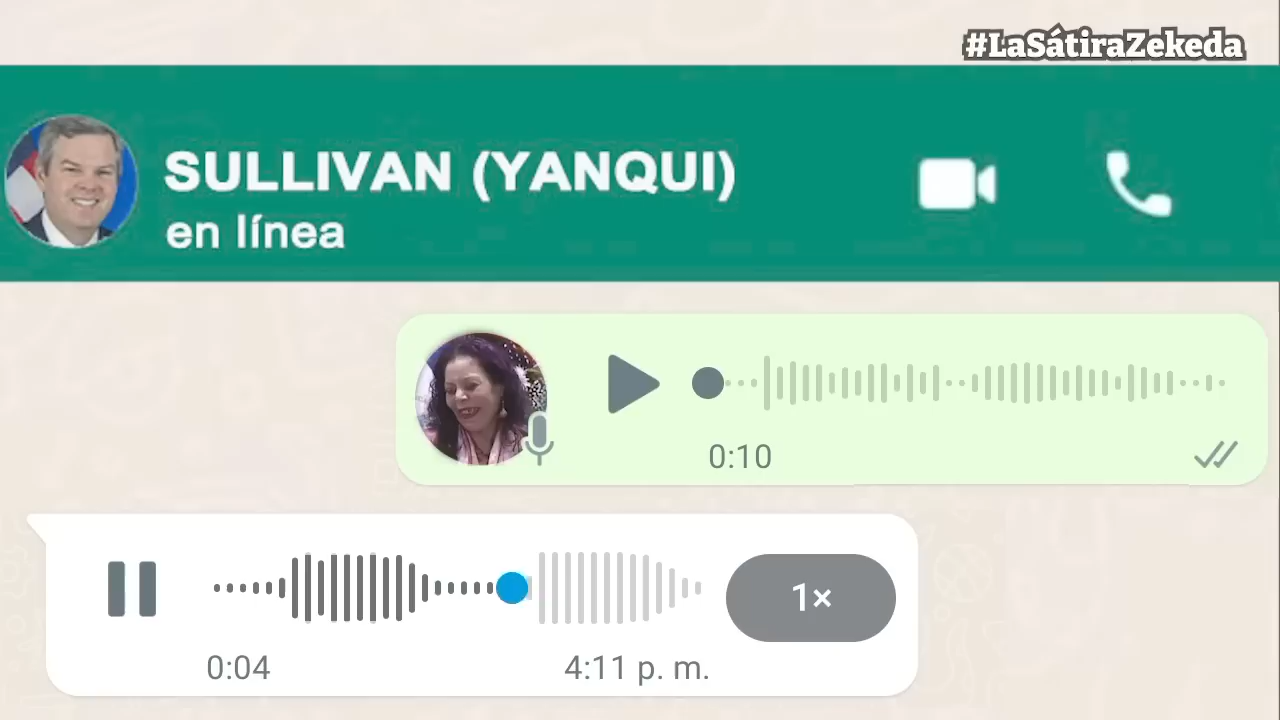 #LaSátiraZekeda
SULLIVAN (YANQUI)
en línea
0:10
1×
0:04
4:11 p. m.